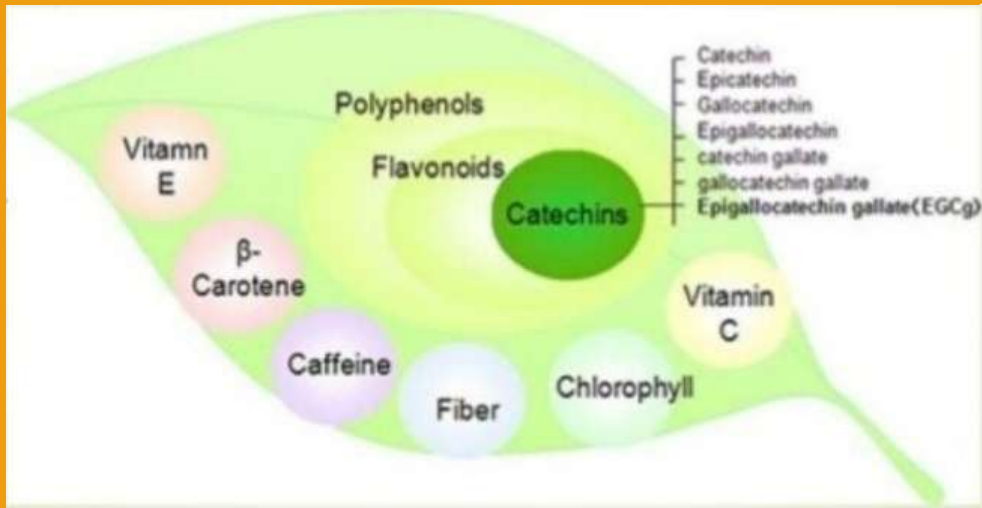 Catechin
Epicatechin
Gallocatechin
Epigallocatechin
catechin gallate
gallocatechin gallate
Epigallocatechin gallate(EGCg)
Polyphenols
Flavonoids
Catechins
Vitamn
E
β-
Carotene
Caffeine
Fiber
Chlorophyll
Vitamin
C